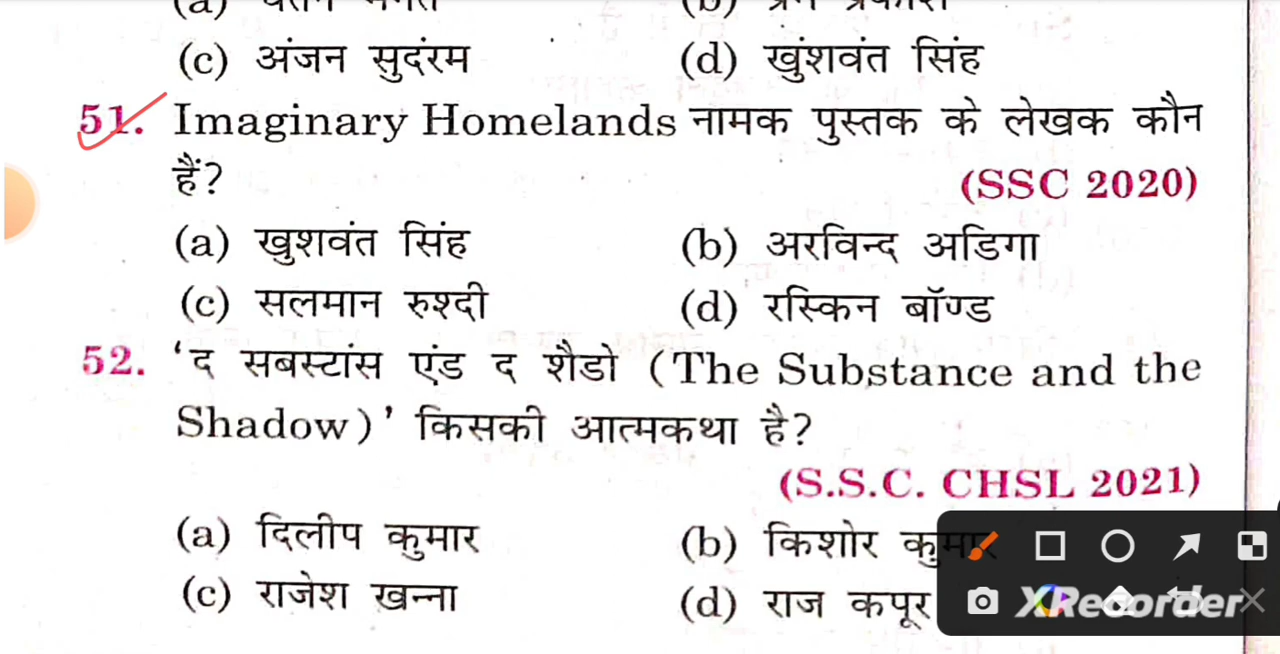 (c) अंजन सुदंरम (d) खुंशवंत सिंह
51. Imaginary Homelands नामक पुस्तक के लेखक कौन
हैं? (SSC 2020)
(a) खुशवंत सिंह (b) अरविन्द अडिगा
(c) सलमान रुश्दी (d) रस्किन बॉण्ड
52. ‘द सबस्टांस एंड द शैडो (The Substance and the
Shadow)’ किसकी आत्मकथा है?
(S.S.C. CHSL 2021)
(a) दिलीप कुमार (b) किशोर कुमार
(c) राजेश खन्ना (d) राज कपूर
XRecorder